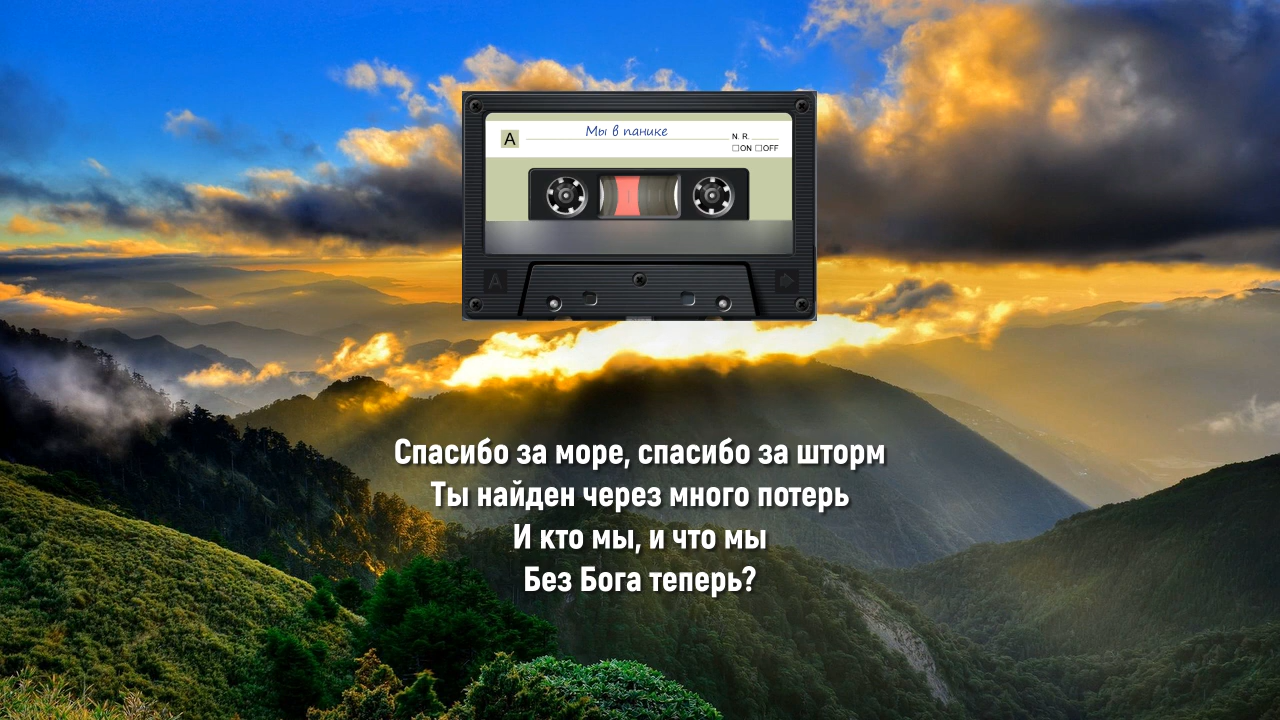 A
Мы в панике
N. R.
ON OFF
A
Спасибо за море, спасибо за шторм
Ты найден через много потерь
И кто мы, и что мы
Без Бога теперь?